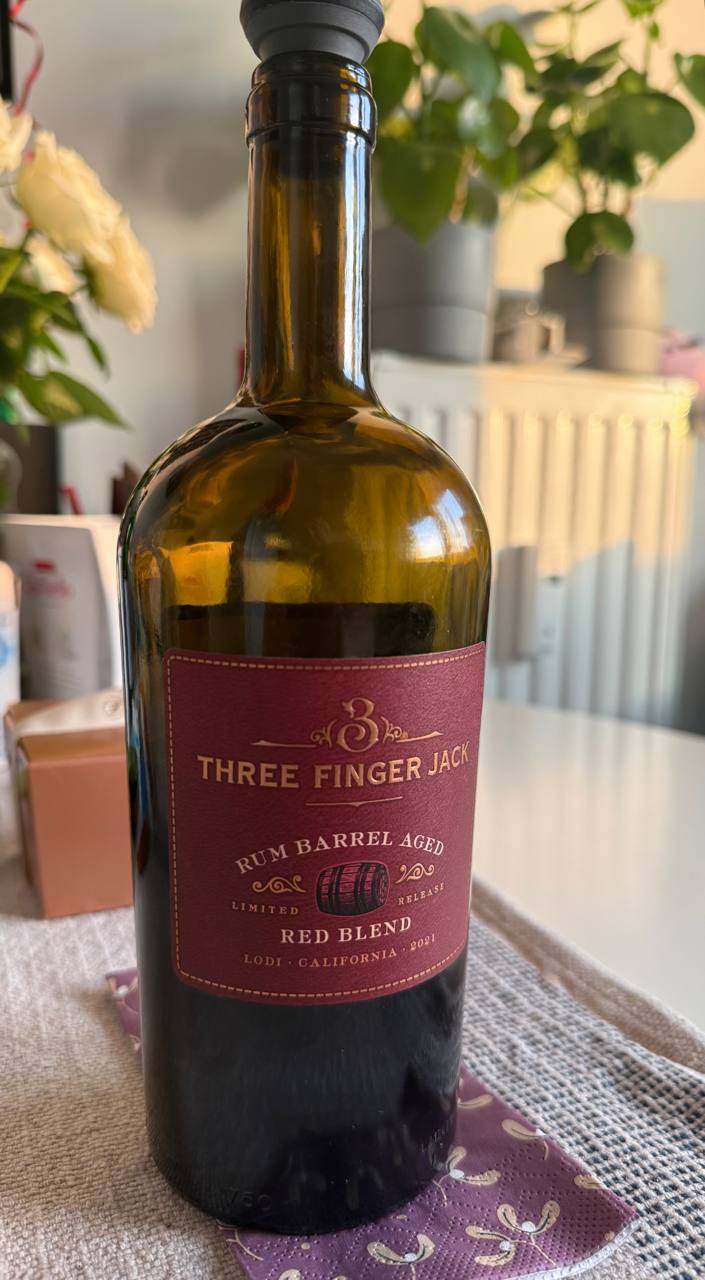 3
THREE FINGER JACK
RUM BARREL AGED
LIMITED RELEASE
RED BLEND
LODI · CALIFORNIA · 2021